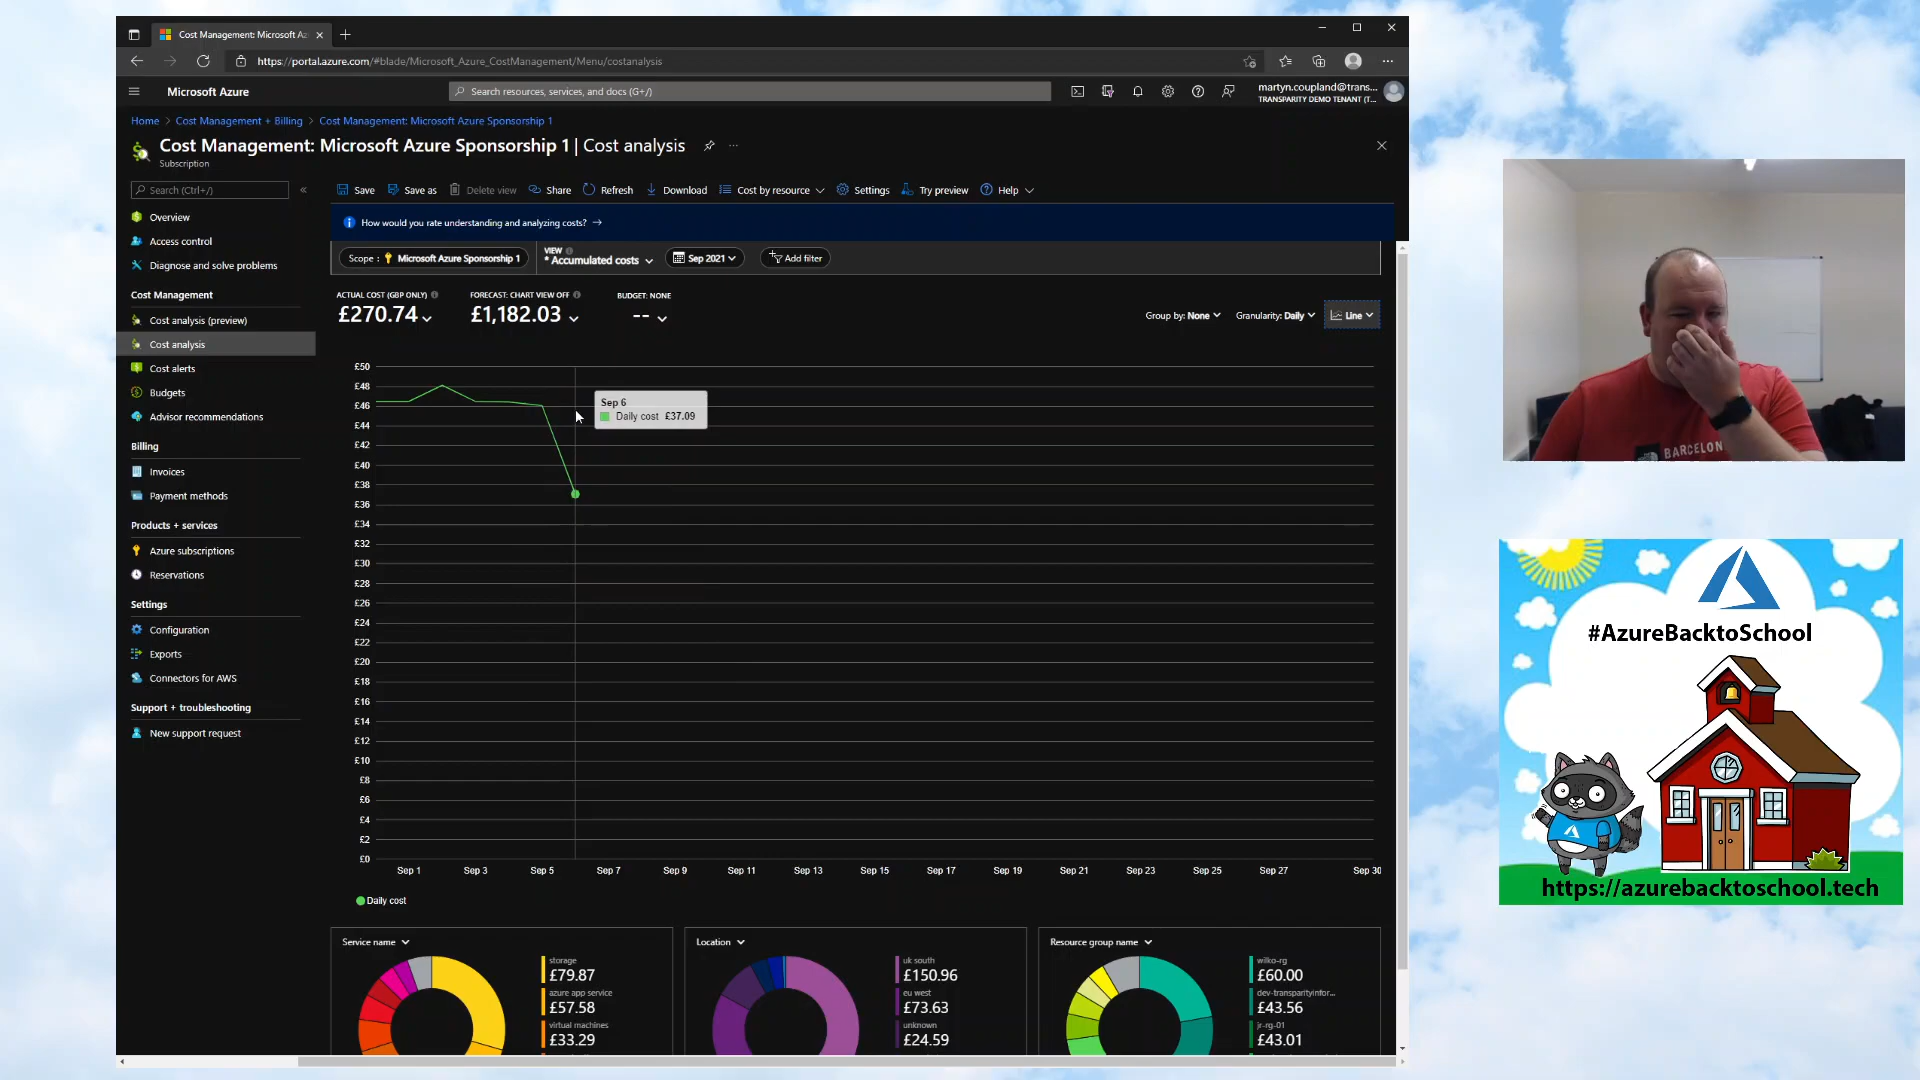 Cost Management: Microsoft Az
https://portal.azure.com/#blade/Microsoft_Azure_CostManagement/Menu/costanalysis
Microsoft Azure
Search resources, services, and docs (G+/)
martyn.coupland@trans...
TRANSPARITY DEMO TENANT (T...
Home > Cost Management + Billing > Cost Management: Microsoft Azure Sponsorship 1
Cost Management: Microsoft Azure Sponsorship 1 | Cost analysis
Subscription
Search (Ctrl+/)
Save
Save as
Delete view
Share
Refresh
Download
Cost by resource
Settings
Try preview
Help
How would you rate understanding and analyzing costs?
Overview
Access control
Diagnose and solve problems
Cost Management
Cost analysis (preview)
Cost analysis
Cost alerts
Budgets
Advisor recommendations
Billing
Invoices
Payment methods
Products + services
Azure subscriptions
Reservations
Settings
Configuration
Exports
Connectors for AWS
Support + troubleshooting
New support request
Scope : Microsoft Azure Sponsorship 1
VIEW
* Accumulated costs
Sep 2021
Add filter
ACTUAL COST (GBP ONLY)
£270.74
FORECAST: CHART VIEW OFF
£1,182.03
BUDGET: NONE
--
Group by: None
Granularity: Daily
Line
£50
£48
£46
£44
£42
£40
£38
£36
£34
£32
£30
£28
£26
£24
£22
£20
£18
£16
£14
£12
£10
£8
£6
£4
£2
£0
Sep 6
Daily cost £37.09
Sep 1
Sep 3
Sep 5
Sep 7
Sep 9
Sep 11
Sep 13
Sep 15
Sep 17
Sep 19
Sep 21
Sep 23
Sep 25
Sep 27
Sep 30
Daily cost
Service name
storage
£79.87
azure app service
£57.58
virtual machines
£33.29
Location
uk south
£150.96
eu west
£73.63
unknown
£24.59
Resource group name
wilko-rg
£60.00
dev-transparityinfor...
£43.56
jr-rg-01
£43.01
BARCELON
#AzureBacktoSchool
https://azurebacktoschool.tech